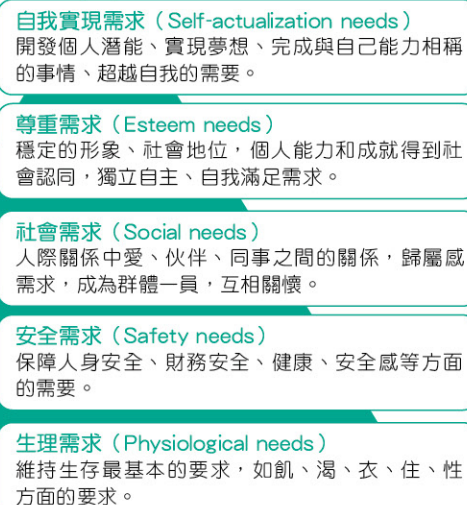 自我實現需求（Self-actualization needs）
開發個人潛能、實現夢想、完成與自己能力相稱
的事情、超越自我的需要。
尊重需求（Esteem needs）
穩定的形象、社會地位，個人能力和成就得到社
會認同，獨立自主、自我滿足需求。
社會需求（Social needs）
人際關係中愛、伙伴、同事之間的關係，歸屬感
需求，成為群體一員，互相關懷。
安全需求（Safety needs）
保障人身安全、財務安全、健康、安全感等方面
的需要。
生理需求（Physiological needs）
維持生存最基本的要求，如飢、渴、衣、住、性
方面的要求。